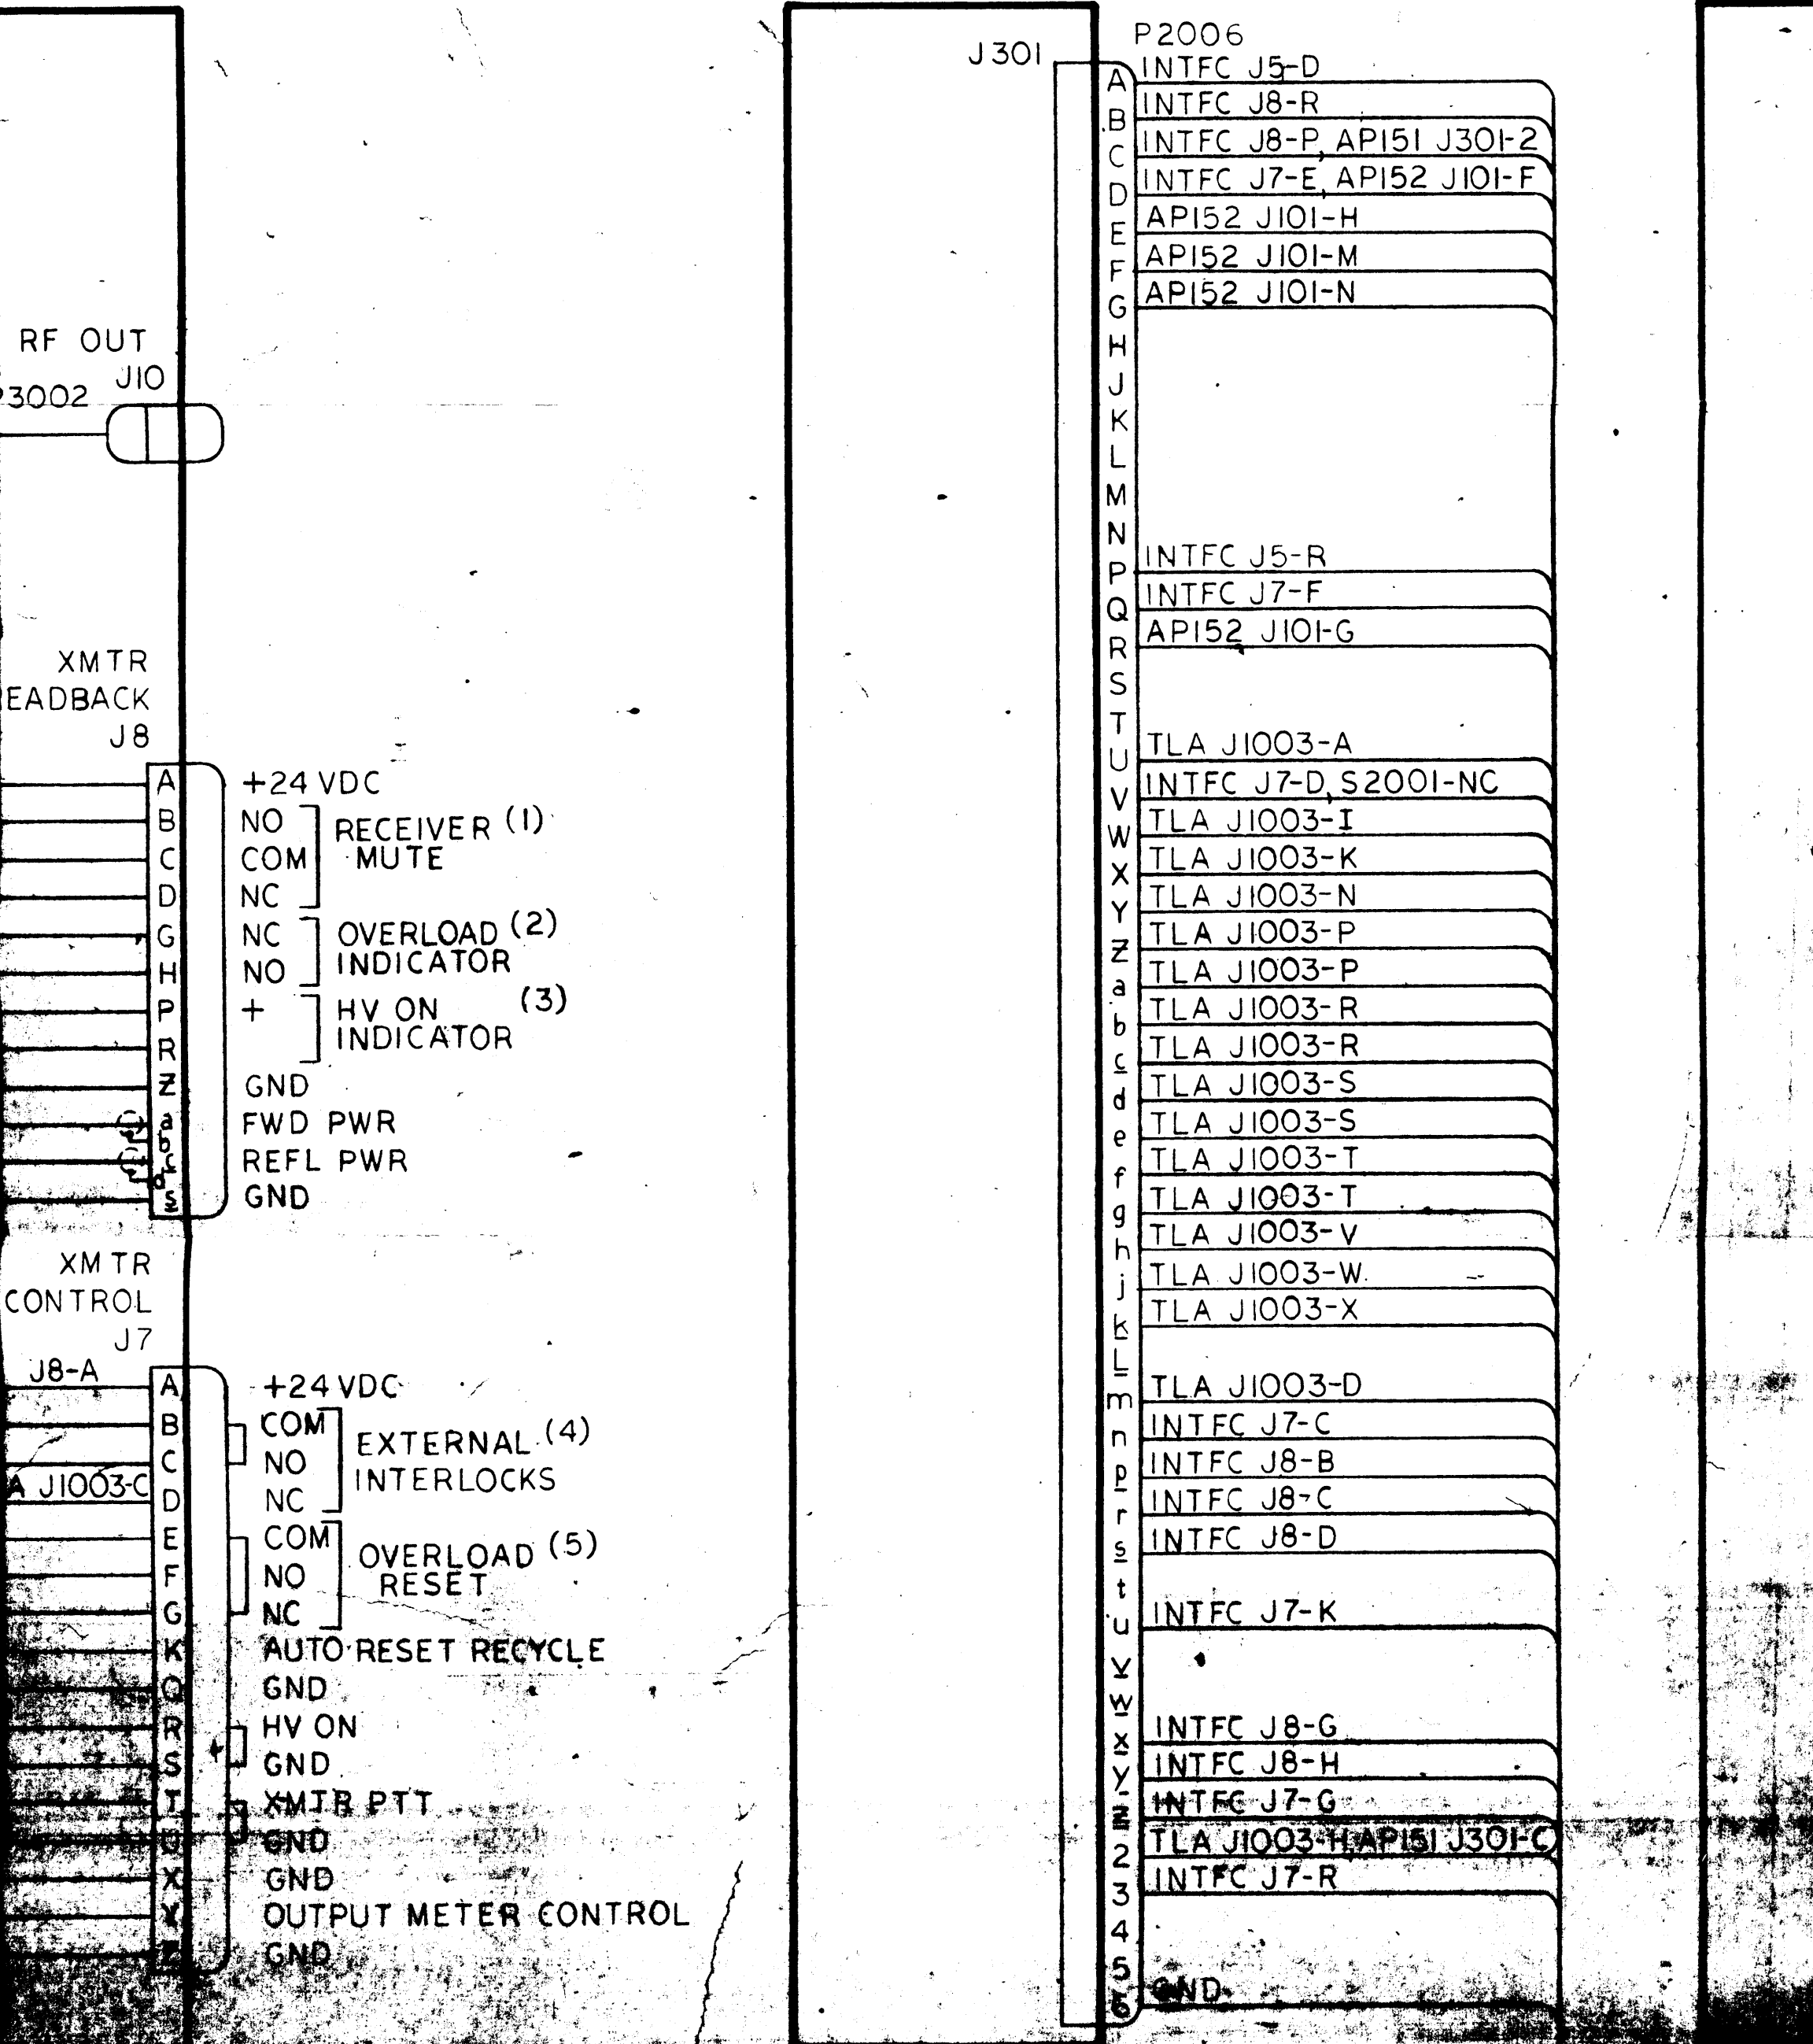 RF OUT
J10
3002
XMTR
EADBACK
J8
A +24 VDC
B NO RECEIVER (1)
C COM MUTE
D NC
G NC OVERLOAD (2)
H NO INDICATOR
P + HV ON (3)
R INDICATOR
Z GND
a FWD PWR
b
c REFL PWR
d
s GND
XMTR
CONTROL
J7
J8-A A +24 VDC
B COM EXTERNAL (4)
C NO INTERLOCKS
A J1003-C D NC
E COM OVERLOAD (5)
F NO RESET
G NC
K AUTO RESET RECYCLE
Q GND
R HV ON
S GND
T XMTR PTT
U GND
X GND
Y OUTPUT METER CONTROL
Z GND
J301
P2006
A INTFC J5-D
B INTFC J8-R
C INTFC J8-P, AP151 J301-2
D INTFC J7-E, AP152 J101-F
E AP152 J101-H
F AP152 J101-M
G AP152 J101-N
H
J
K
L
M
N
P INTFC J5-R
Q INTFC J7-F
R AP152 J101-G
S
T
U TLA J1003-A
V INTFC J7-D, S2001-NC
W TLA J1003-I
X TLA J1003-K
Y TLA J1003-N
Z TLA J1003-P
a TLA J1003-P
b TLA J1003-R
c TLA J1003-R
d TLA J1003-S
e TLA J1003-S
f TLA J1003-T
g TLA J1003-T
h TLA J1003-V
j TLA J1003-W
k TLA J1003-X
L
m TLA J1003-D
n INTFC J7-C
p INTFC J8-B
r INTFC J8-C
s INTFC J8-D
t
u INTFC J7-K
v
w
x INTFC J8-G
y INTFC J8-H
z INTFC J7-G
2 TLA J1003-H, AP151 J301-C
3 INTFC J7-R
4
5
6 GND